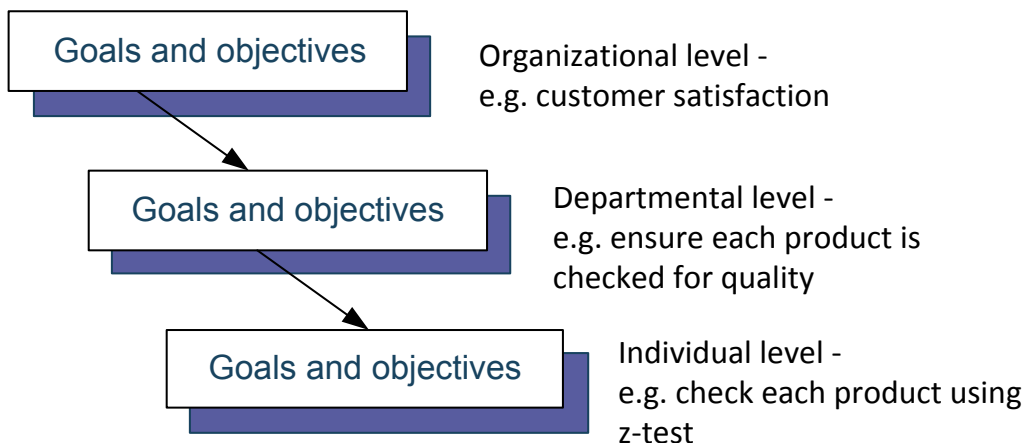 Goals and objectives
Organizational level -
e.g. customer satisfaction
Goals and objectives
Departmental level -
e.g. ensure each product is
checked for quality
Goals and objectives
Individual level -
e.g. check each product using
z-test